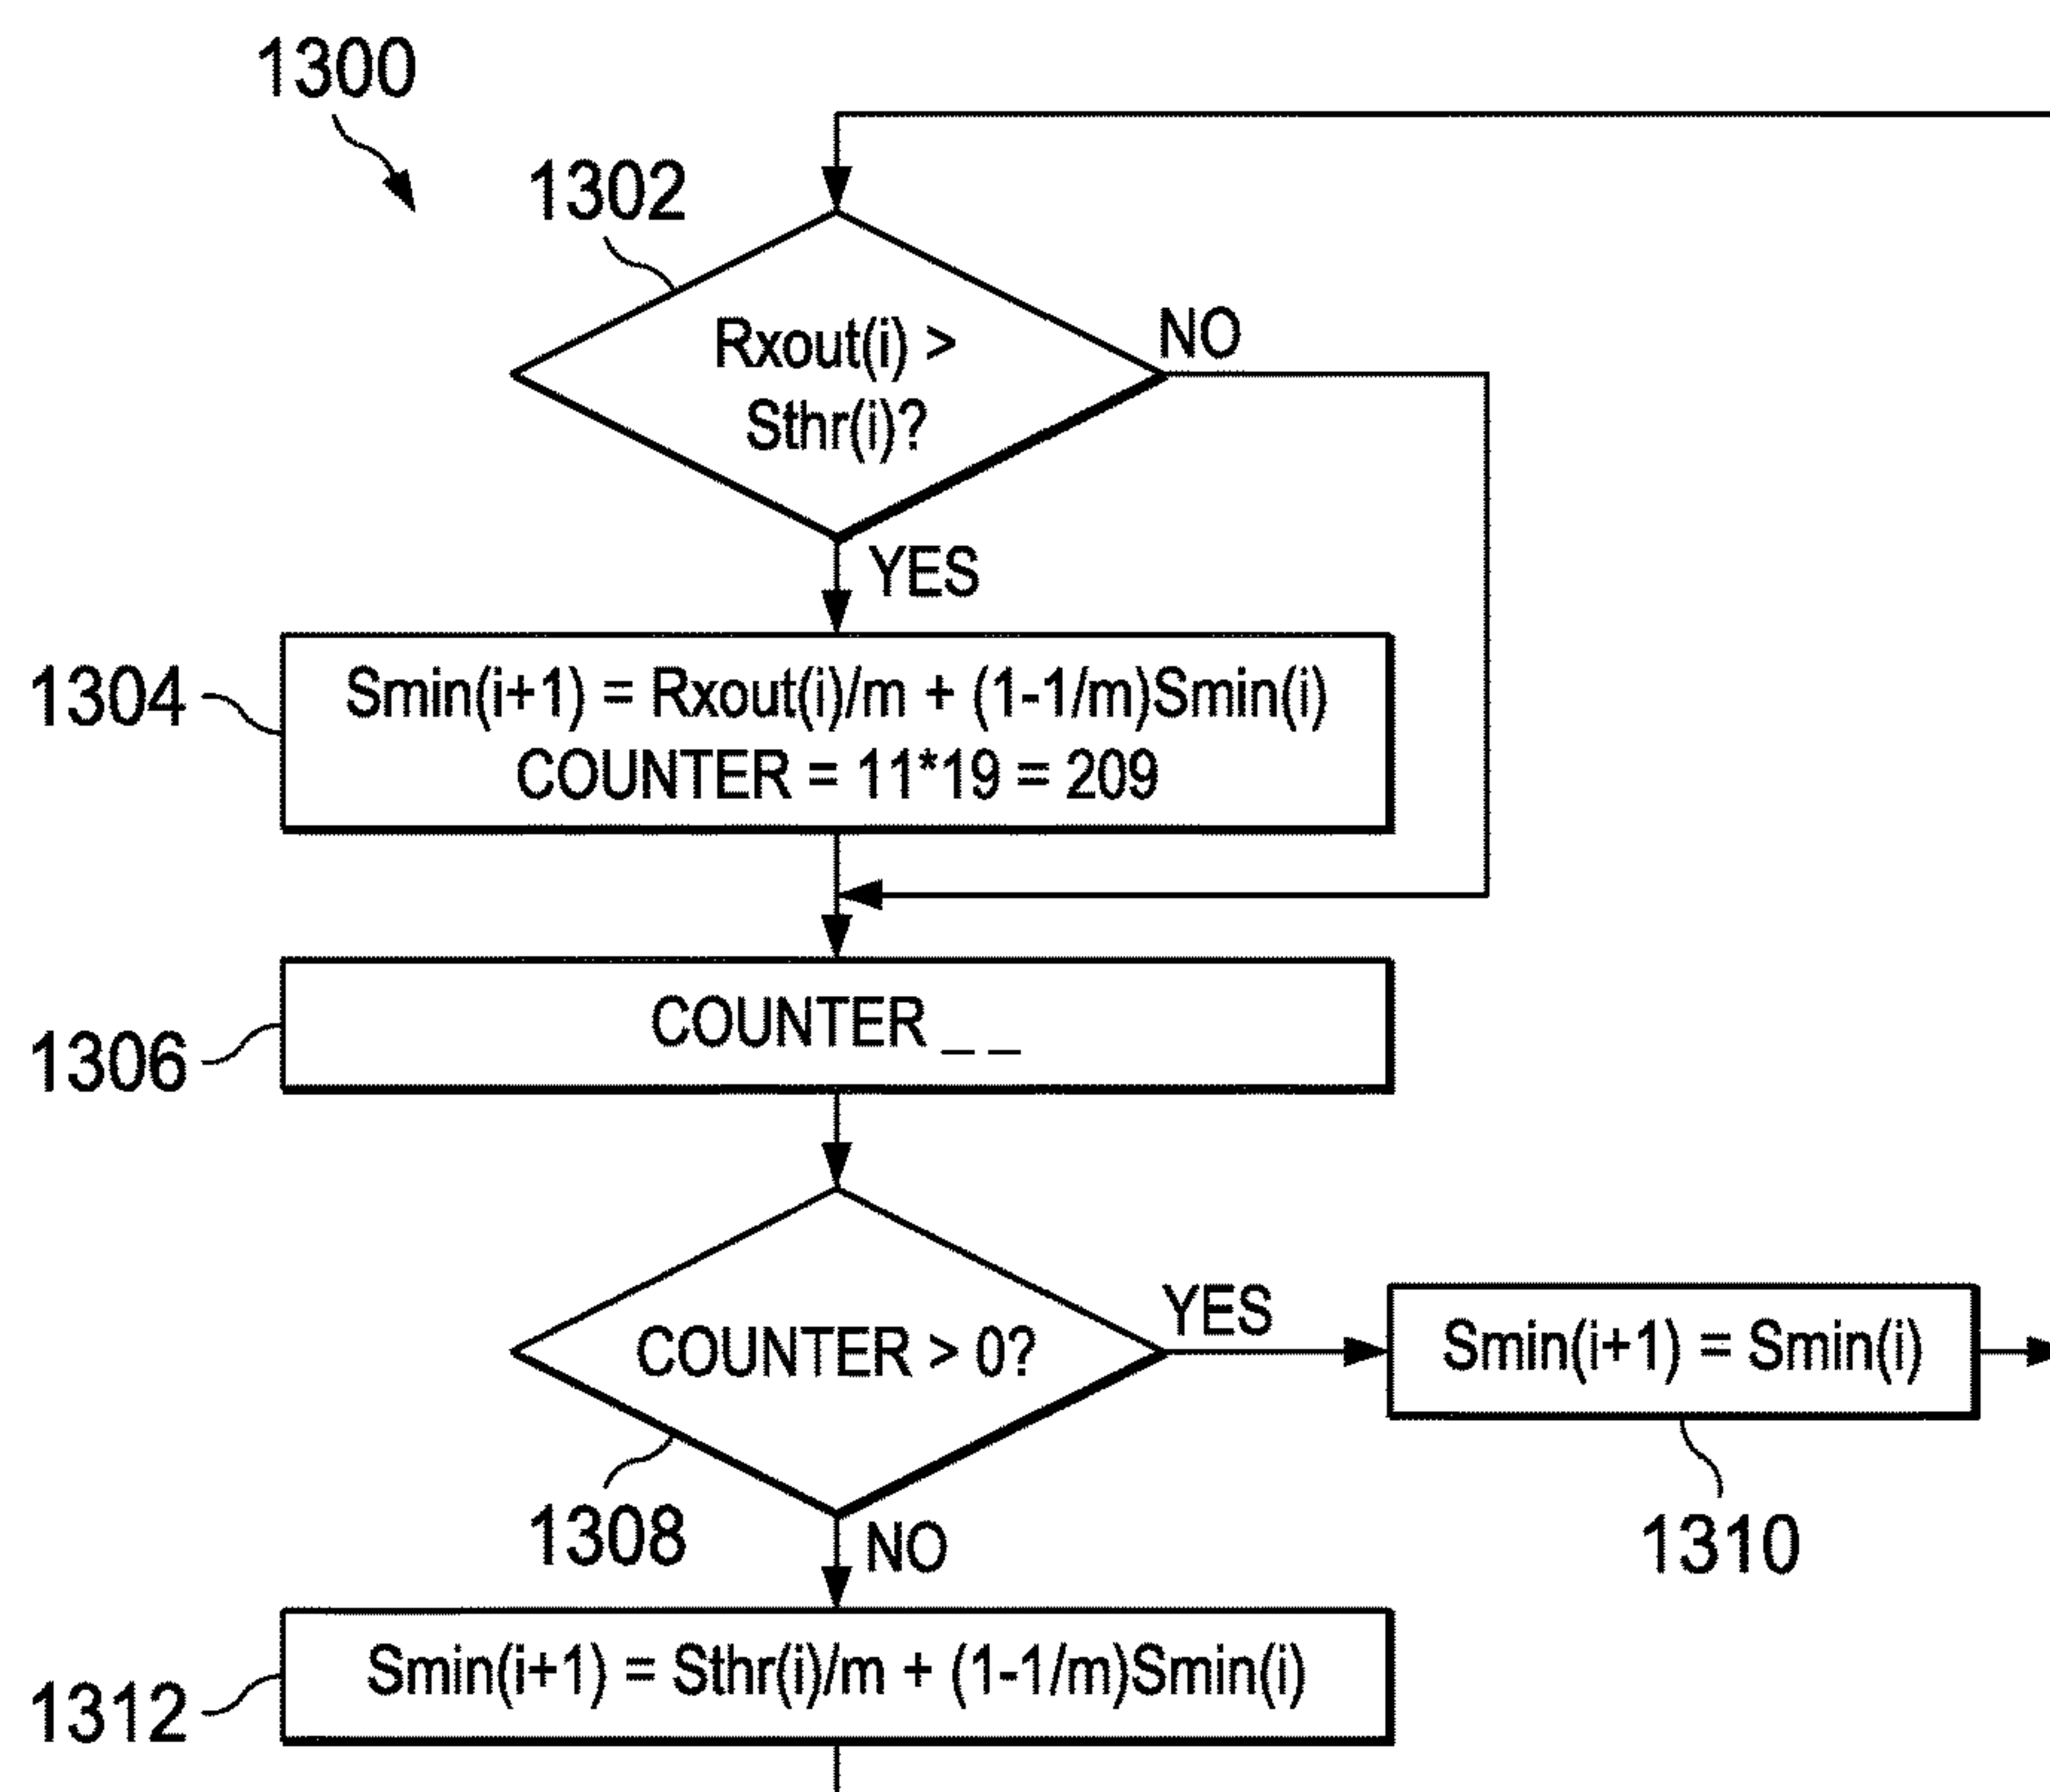 1300
1302
Rxout(i) >
Sthr(i)?
NO
YES
1304
Smin(i+1) = Rxout(i)/m + (1-1/m)Smin(i)
COUNTER = 11*19 = 209
1306
COUNTER _ _
COUNTER > 0?
YES
Smin(i+1) = Smin(i)
1308
NO
1310
1312
Smin(i+1) = Sthr(i)/m + (1-1/m)Smin(i)